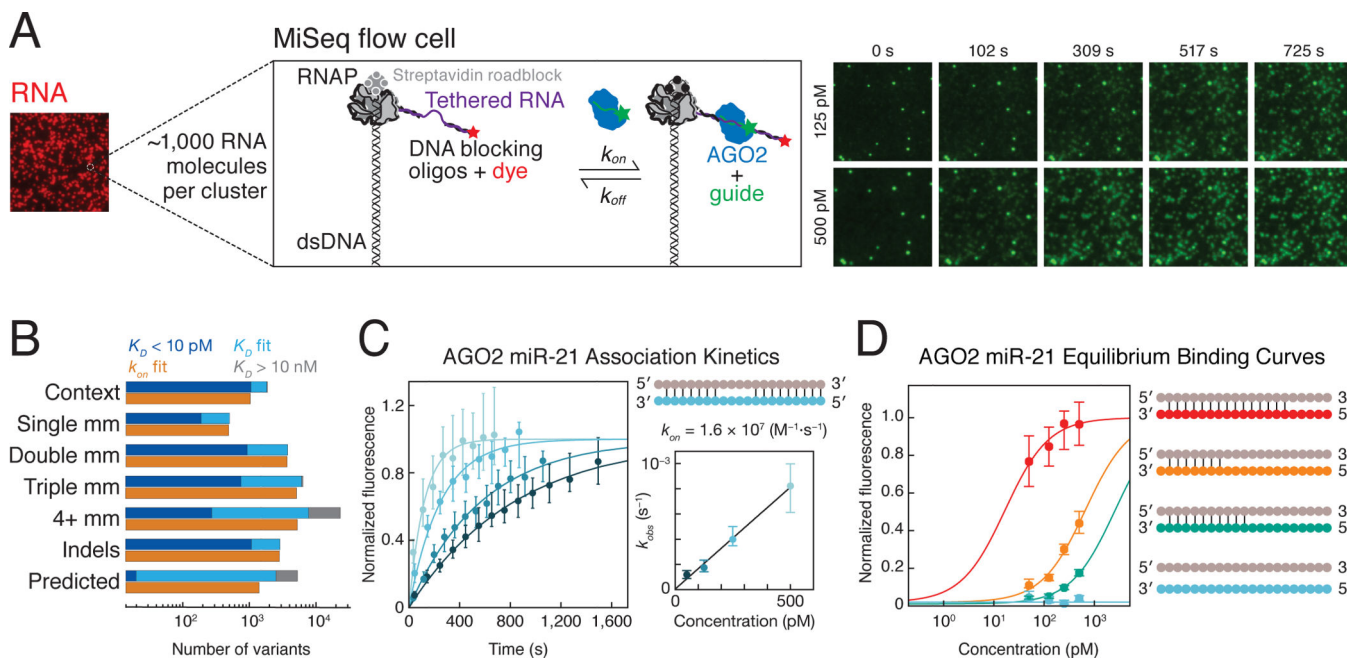 A
MiSeq flow cell
RNA
~1,000 RNA
molecules
per cluster
RNAP
Streptavidin roadblock
Tethered RNA
DNA blocking
oligos + dye
dsDNA
kon
koff
AGO2
+
guide
0 s 102 s 309 s 517 s 725 s
125 pM
500 pM
B
KD < 10 pM KD fit
kon fit KD > 10 nM
Context
Single mm
Double mm
Triple mm
4+ mm
Indels
Predicted
10² 10³ 10⁴
Number of variants
C
AGO2 miR-21 Association Kinetics
Normalized fluorescence
1.2
0.8
0.4
0
0 400 800 1,200 1,600
Time (s)
5′ 3′
3′ 5′
kon = 1.6 × 10⁷ (M⁻¹·s⁻¹)
kobs (s⁻¹)
10⁻³
0
0 500
Concentration (pM)
D
AGO2 miR-21 Equilibrium Binding Curves
Normalized fluorescence
1.0
0.8
0.6
0.4
0.2
0
10⁰ 10¹ 10² 10³
Concentration (pM)
5′ 3
3′ 5
5′ 3
3′ 5
5′ 3
3′ 5
5′ 3
3′ 5